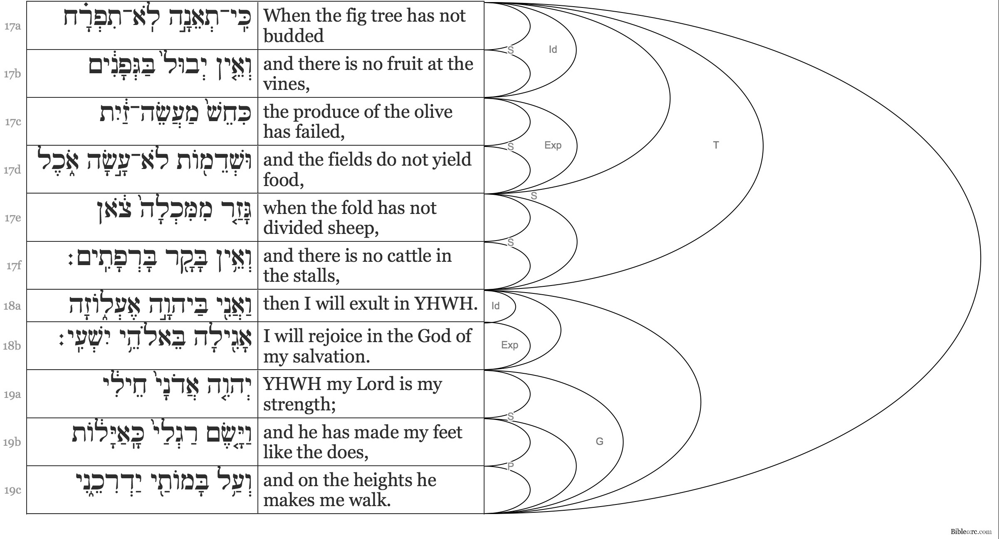 17a
כִּֽי־תְאֵנָ֣ה לֹֽא־תִפְרָ֗ח
When the fig tree has not
budded
17b
וְאֵ֤ין יְבוּל֙ בַּגְּפָנִ֔ים
and there is no fruit at the
vines,
17c
כִּחֵשׁ֙ מַעֲשֵׂה־זַ֔יִת
the produce of the olive
has failed,
17d
וּשְׁדֵמ֖וֹת לֹא־עָ֣שָׂה אֹ֑כֶל
and the fields do not yield
food,
17e
גָּזַ֤ר מִמִּכְלָה֙ צֹ֔אן
when the fold has not
divided sheep,
17f
וְאֵ֥ין בָּקָ֖ר בָּרְפָתִֽים׃
and there is no cattle in
the stalls,
18a
וַאֲנִ֖י בַּיהוָ֣ה אֶעְל֑וֹזָה
then I will exult in YHWH.
18b
אָגִ֖ילָה בֵּאלֹהֵ֥י יִשְׁעִֽי׃
I will rejoice in the God of
my salvation.
19a
יְהוִ֤ה אֲדֹנָי֙ חֵילִ֔י
YHWH my Lord is my
strength;
19b
וַיָּ֤שֶׂם רַגְלַי֙ כָּֽאַיָּל֔וֹת
and he has made my feet
like the does,
19c
וְעַ֥ל בָּמוֹתַ֖י יַדְרִכֵ֑נִי
and on the heights he
makes me walk.
S
Id
S
Exp
S
T
S
Id
Exp
S
G
P
Biblearc.com